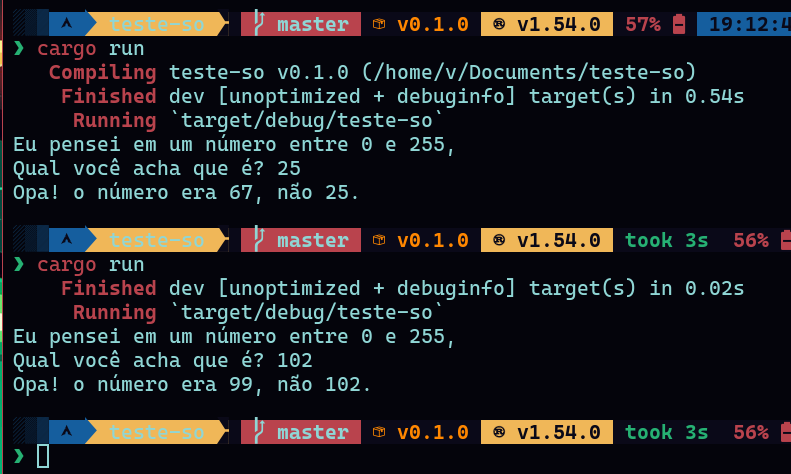 teste-so master v0.1.0 ® v1.54.0 57% 19:12:4
❯ cargo run
Compiling teste-so v0.1.0 (/home/v/Documents/teste-so)
Finished dev [unoptimized + debuginfo] target(s) in 0.54s
Running `target/debug/teste-so`
Eu pensei em um número entre 0 e 255,
Qual você acha que é? 25
Opa! o número era 67, não 25.
teste-so master v0.1.0 ® v1.54.0 took 3s 56%
❯ cargo run
Finished dev [unoptimized + debuginfo] target(s) in 0.02s
Running `target/debug/teste-so`
Eu pensei em um número entre 0 e 255,
Qual você acha que é? 102
Opa! o número era 99, não 102.
teste-so master v0.1.0 ® v1.54.0 took 3s 56%
❯